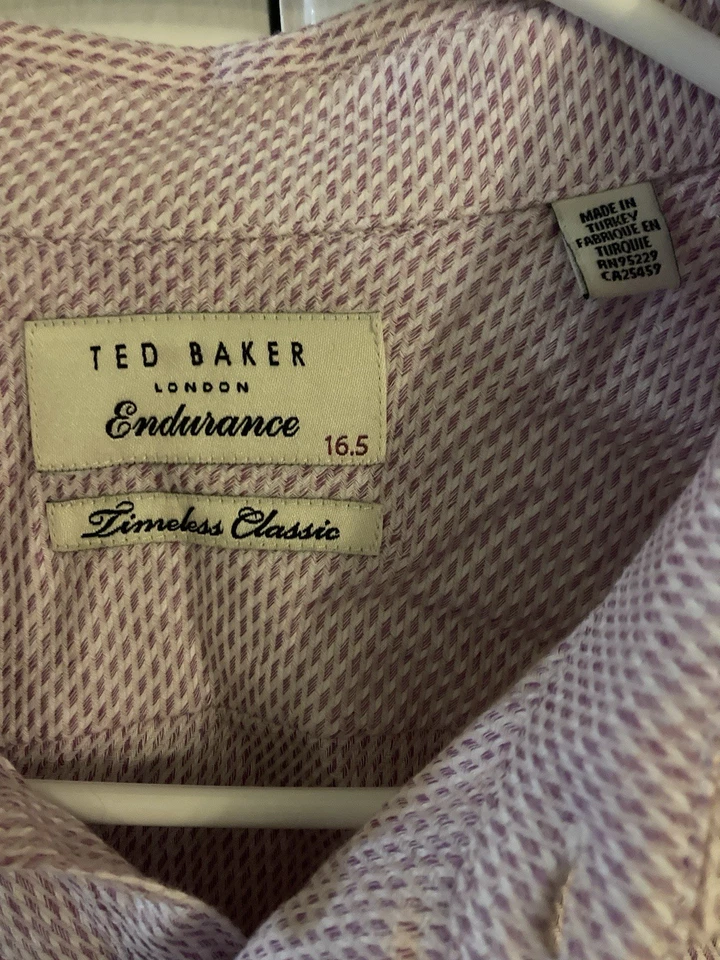 TED BAKER
LONDON
Endurance
16.5
Timeless Classic
MADE IN
TURKEY
FABRIQUE EN
TURQUIE
RN95229
CA25459